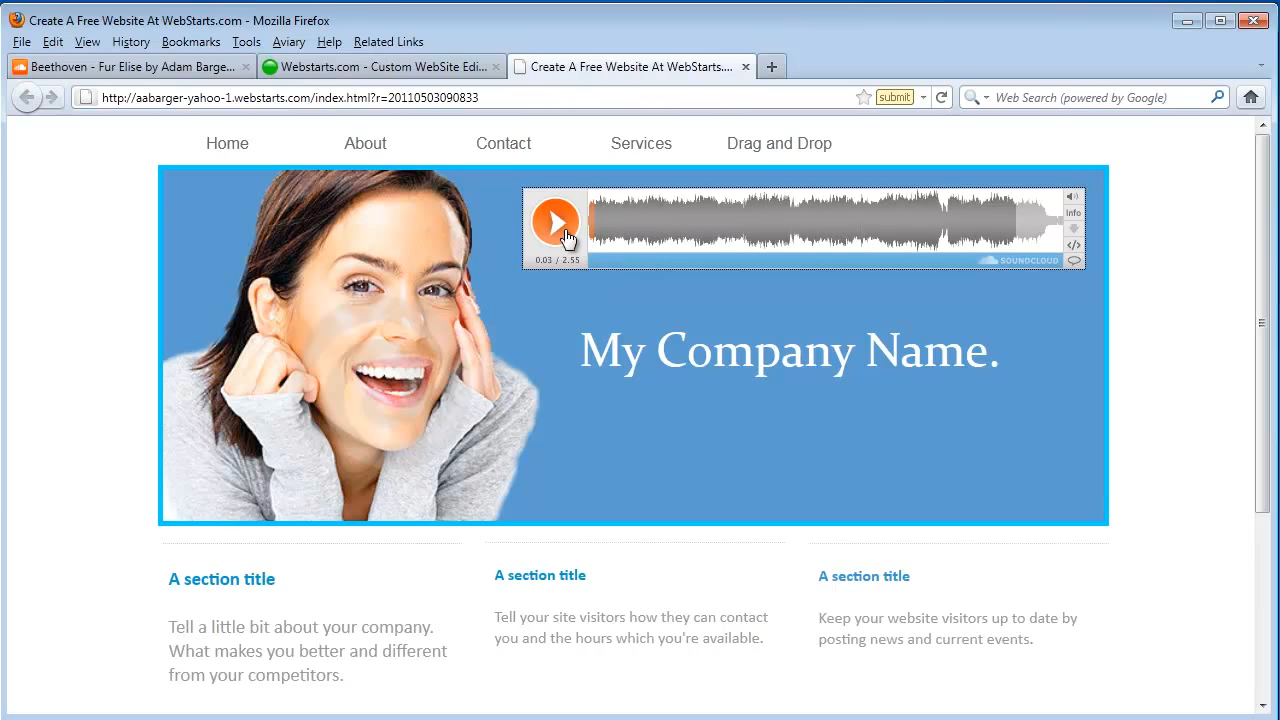 Create A Free Website At WebStarts.com - Mozilla Firefox
File Edit View History Bookmarks Tools Aviary Help Related Links
Beethoven - Fur Elise by Adam Barge... Webstarts.com - Custom WebSite Edi... Create A Free Website At WebStarts....
http://aabarger-yahoo-1.webstarts.com/index.html?r=20110503090833 submit Web Search (powered by Google)
Home About Contact Services Drag and Drop
Info
0.03 / 2.55 SOUNDCLOUD
My Company Name.
A section title
Tell a little bit about your company.
What makes you better and different
from your competitors.
A section title
Tell your site visitors how they can contact
you and the hours which you're available.
A section title
Keep your website visitors up to date by
posting news and current events.